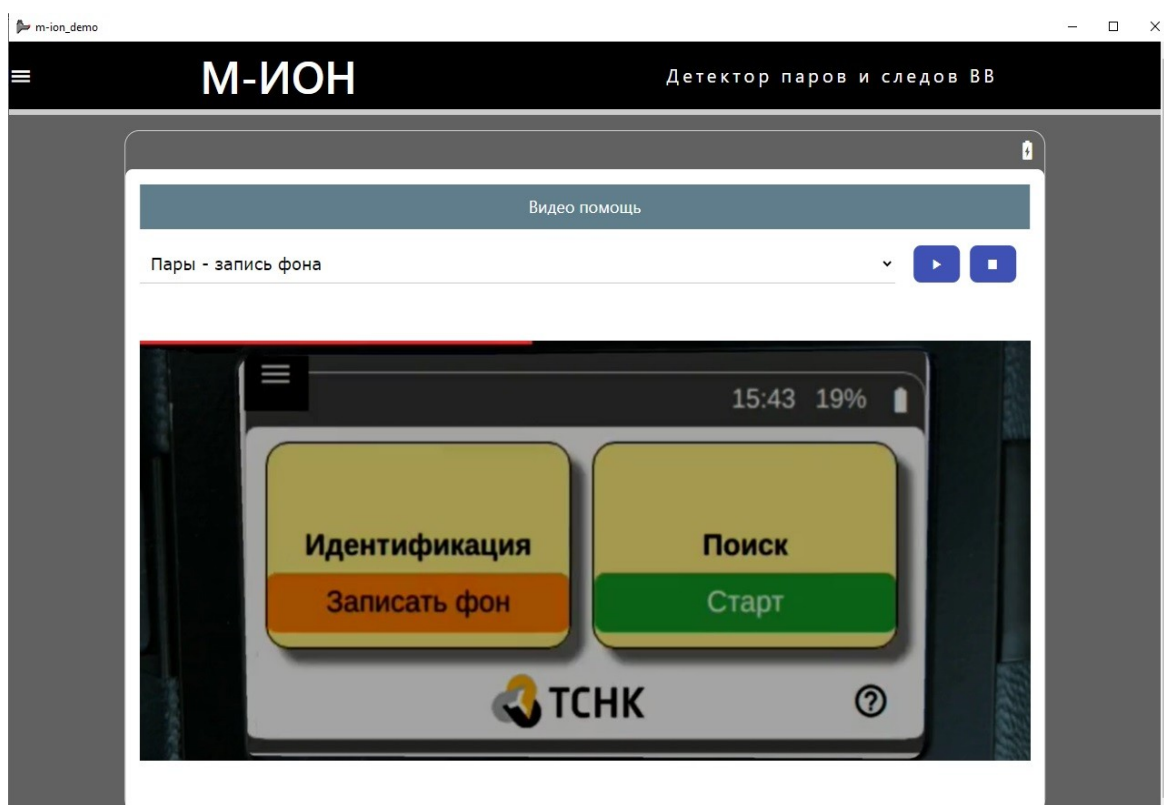 m-ion_demo
М-ИОН
Детектор паров и следов ВВ
Видео помощь
Пары - запись фона
15:43 19%
Идентификация
Записать фон
Поиск
Старт
ТСНК